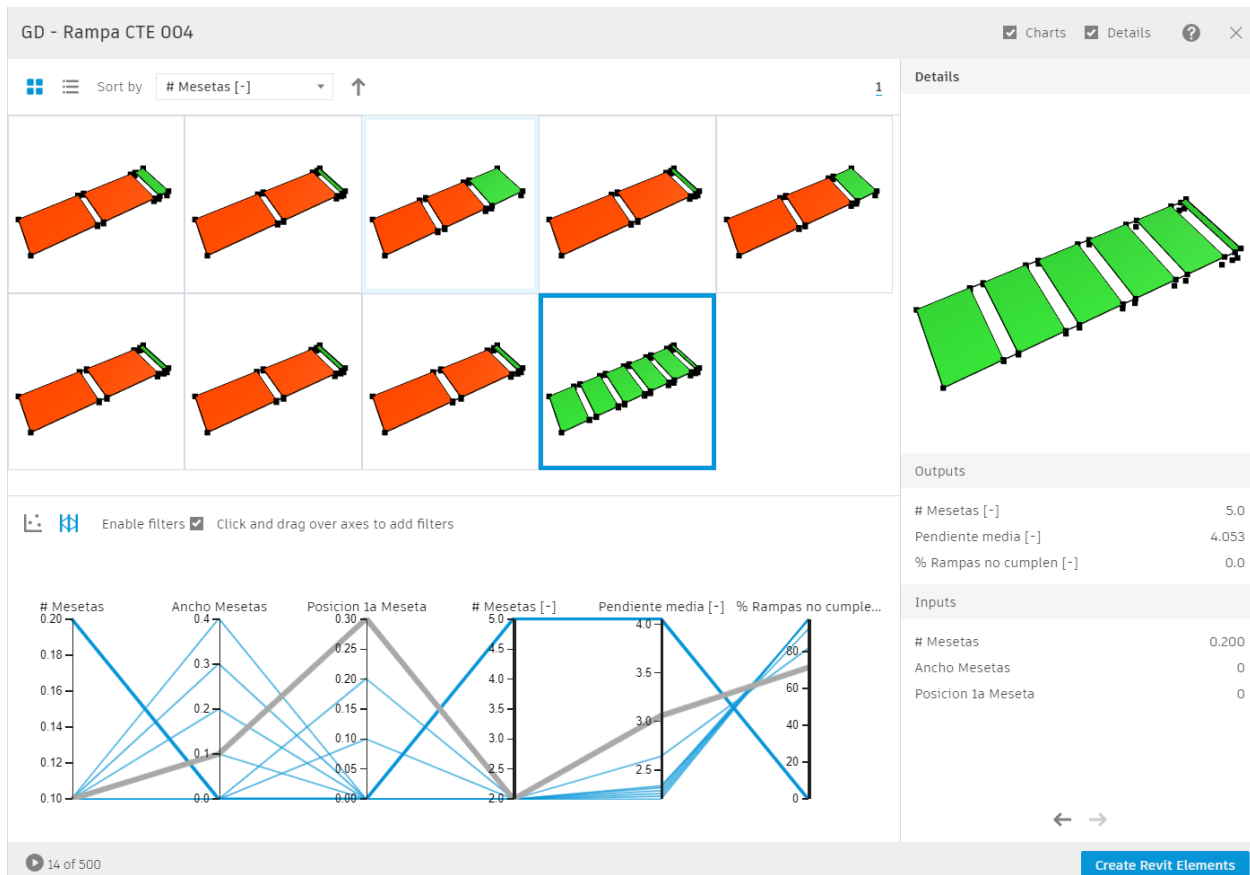 GD - Rampa CTE 004
Charts Details
Sort by # Mesetas [-] 1
Details
Outputs
# Mesetas [-] 5.0
Pendiente media [-] 4.053
% Rampas no cumplen [-] 0.0
Inputs
# Mesetas 0.200
Ancho Mesetas 0
Posicion 1a Meseta 0
Enable filters Click and drag over axes to add filters
# Mesetas Ancho Mesetas Posicion 1a Meseta # Mesetas [-] Pendiente media [-] % Rampas no cumple...
0.20 0.4 0.30 5.0 4.0
0.18 0.3 0.25 4.5 3.5 80
0.16 0.2 0.20 4.0 3.0 60
0.14 0.1 0.15 3.5 2.5 40
0.12 0.0 0.10 3.0 20
0.10 0.05 2.5 0
0.00 2.0
14 of 500
Create Revit Elements